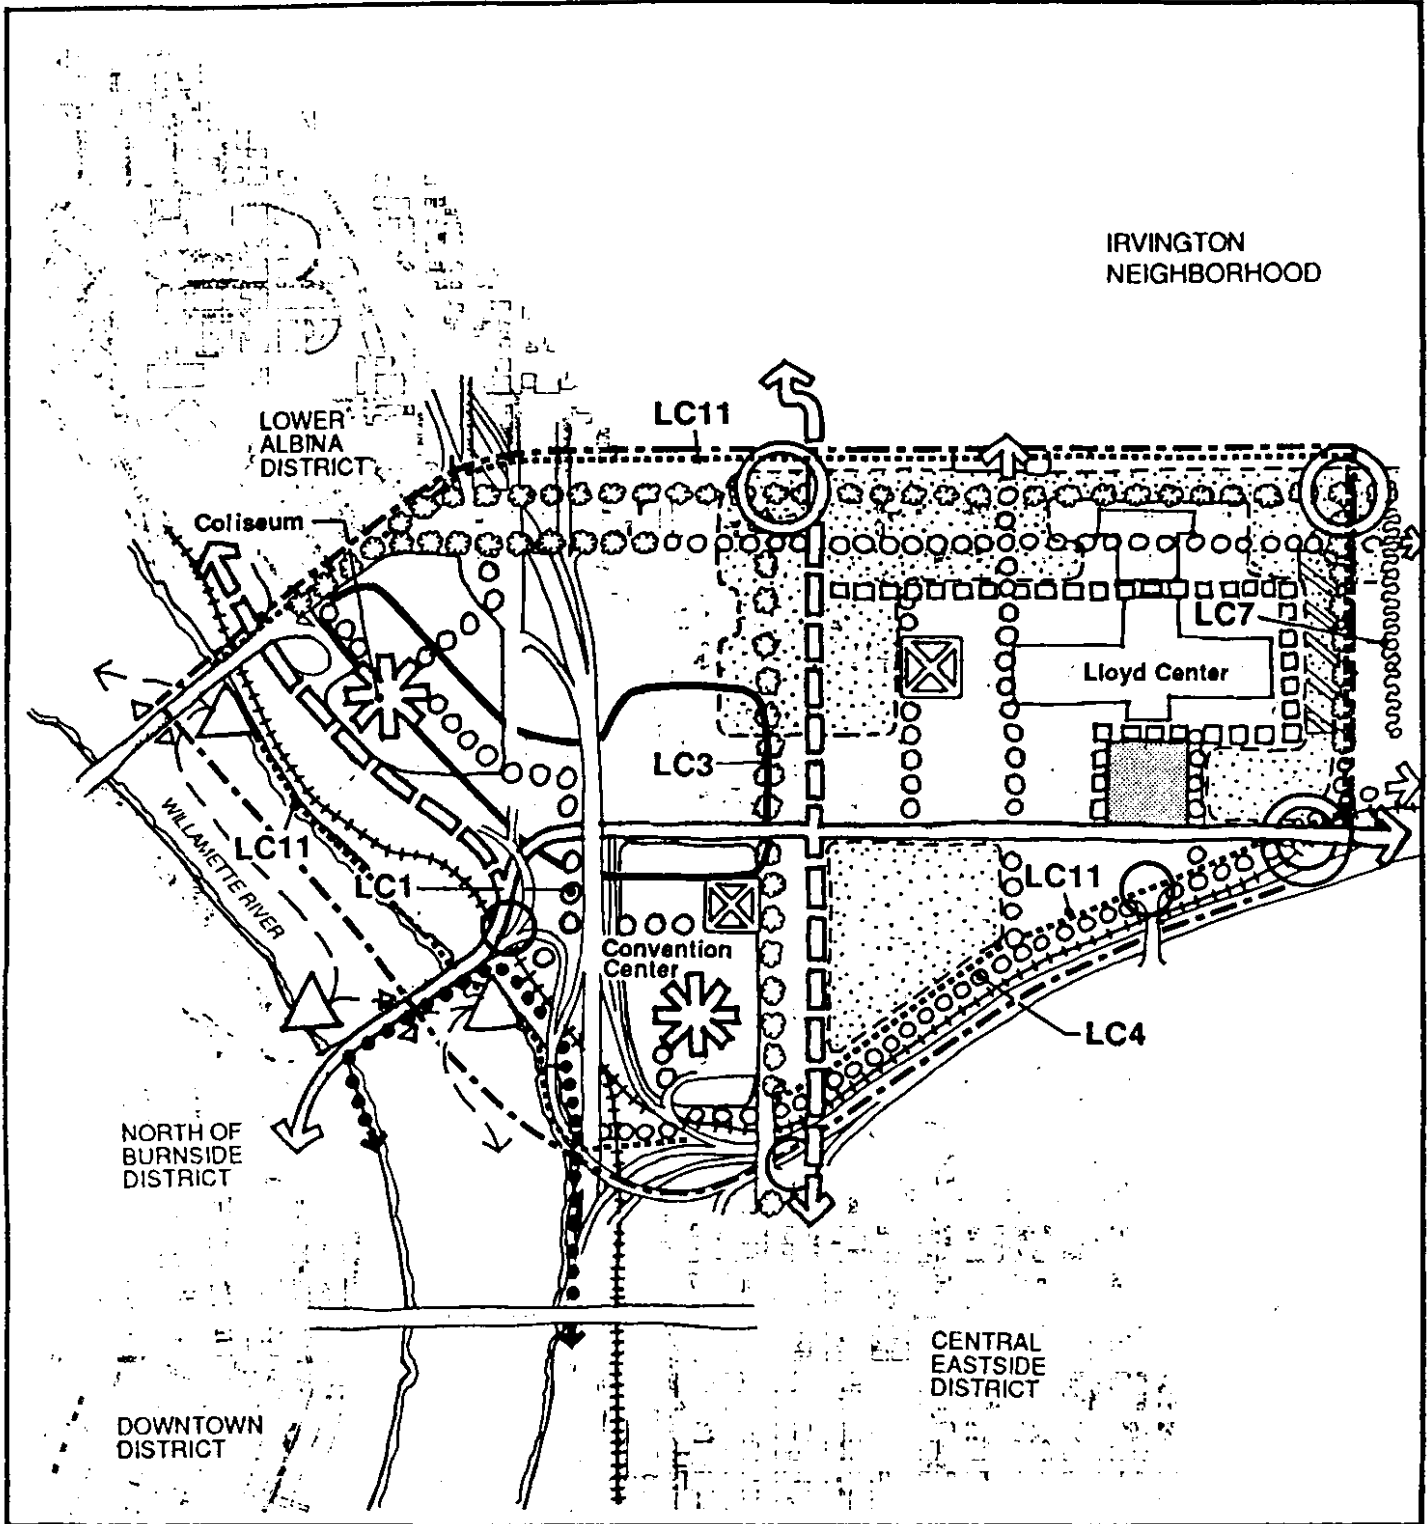 IRVINGTON
NEIGHBORHOOD
LC11
LOWER
ALBINA
DISTRICT
Coliseum
LC7
Lloyd Center
LC3
WILLAMETTE RIVER
LC11
LC1
LC11
Convention
Center
LC4
NORTH OF
BURNSIDE
DISTRICT
CENTRAL
EASTSIDE
DISTRICT
DOWNTOWN
DISTRICT